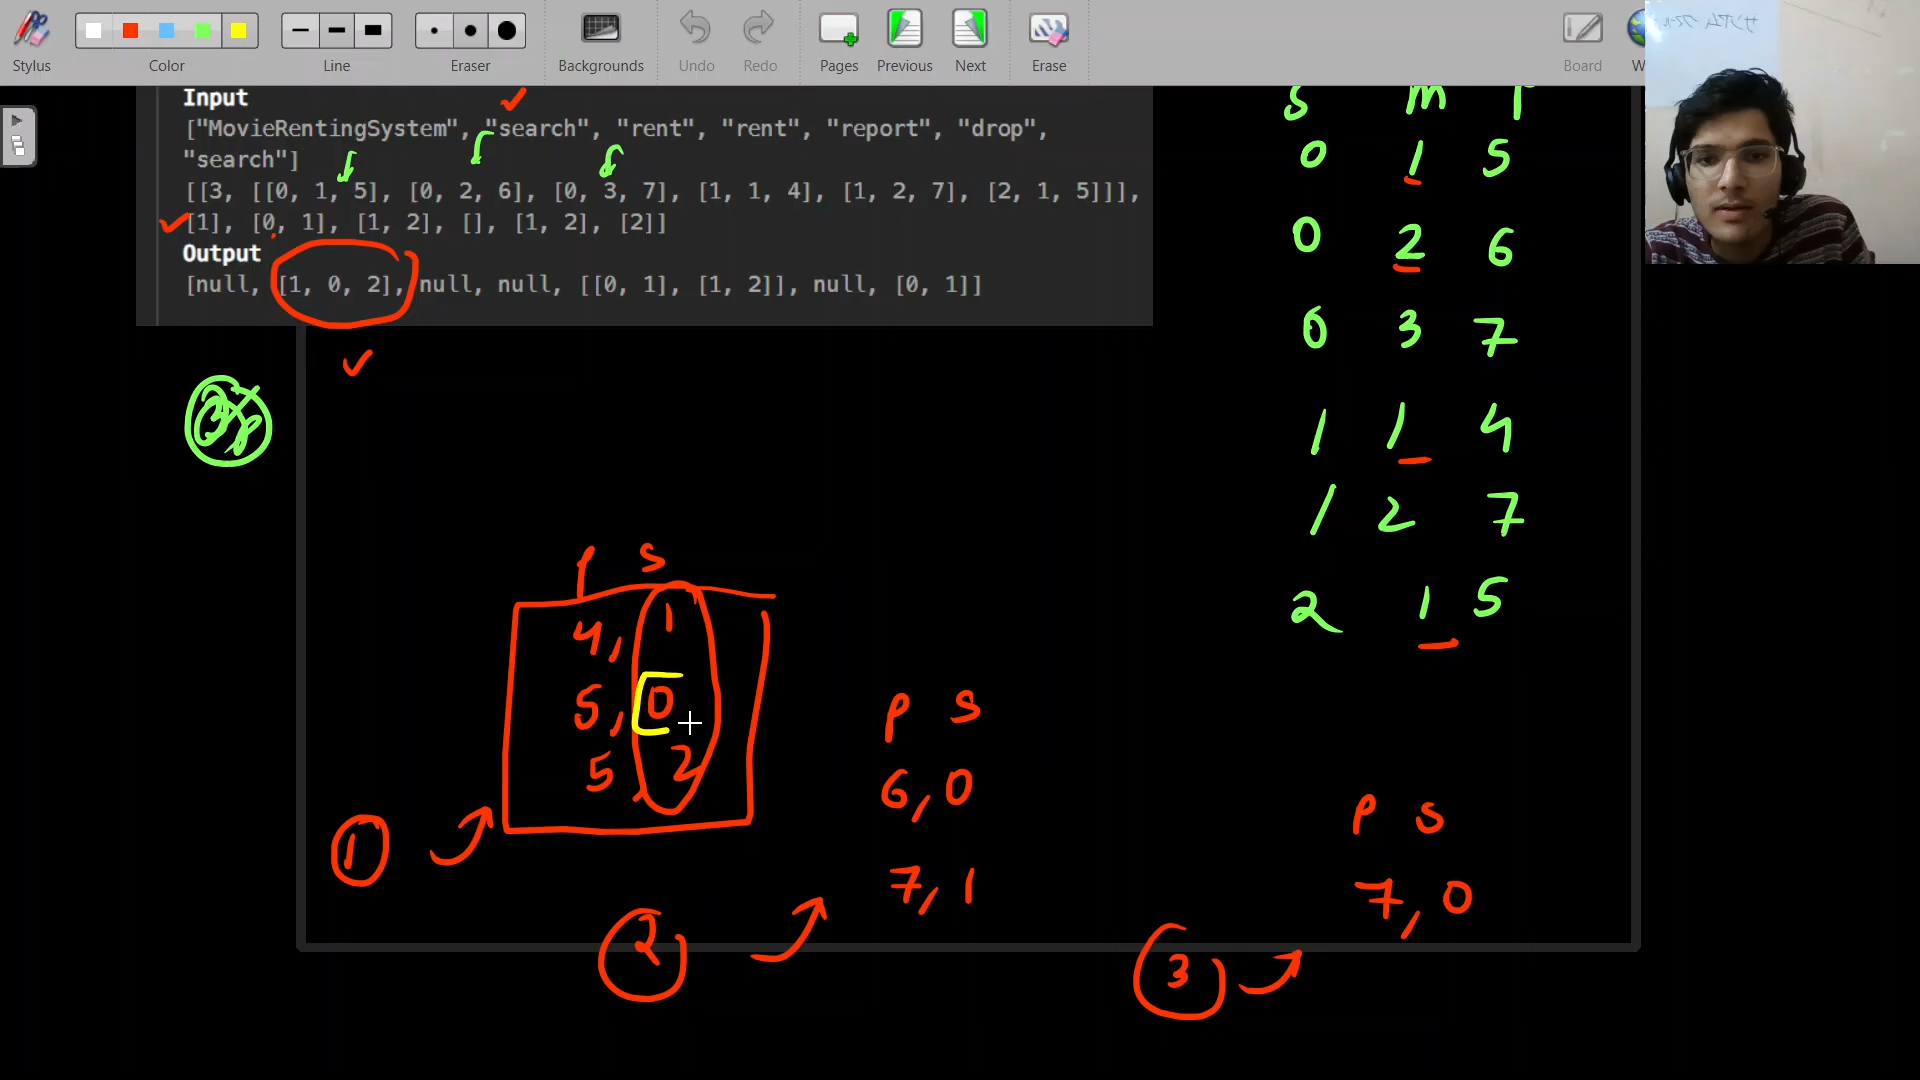 Stylus
Color
Line
Eraser
Backgrounds
Undo
Redo
Pages
Previous
Next
Erase
Board
W
Input
["MovieRentingSystem", "search", "rent", "rent", "report", "drop",
"search"]
[[3, [[0, 1, 5], [0, 2, 6], [0, 3, 7], [1, 1, 4], [1, 2, 7], [2, 1, 5]]],
[1], [0, 1], [1, 2], [], [1, 2], [2]]
Output
[null, [1, 0, 2], null, null, [[0, 1], [1, 2]], null, [0, 1]]
s m p
0 1 5
0 2 6
0 3 7
1 1 4
1 2 7
2 1 5
p s
4, 1
5, 0
5, 2
1
p s
6, 0
7, 1
2
p s
7, 0
3